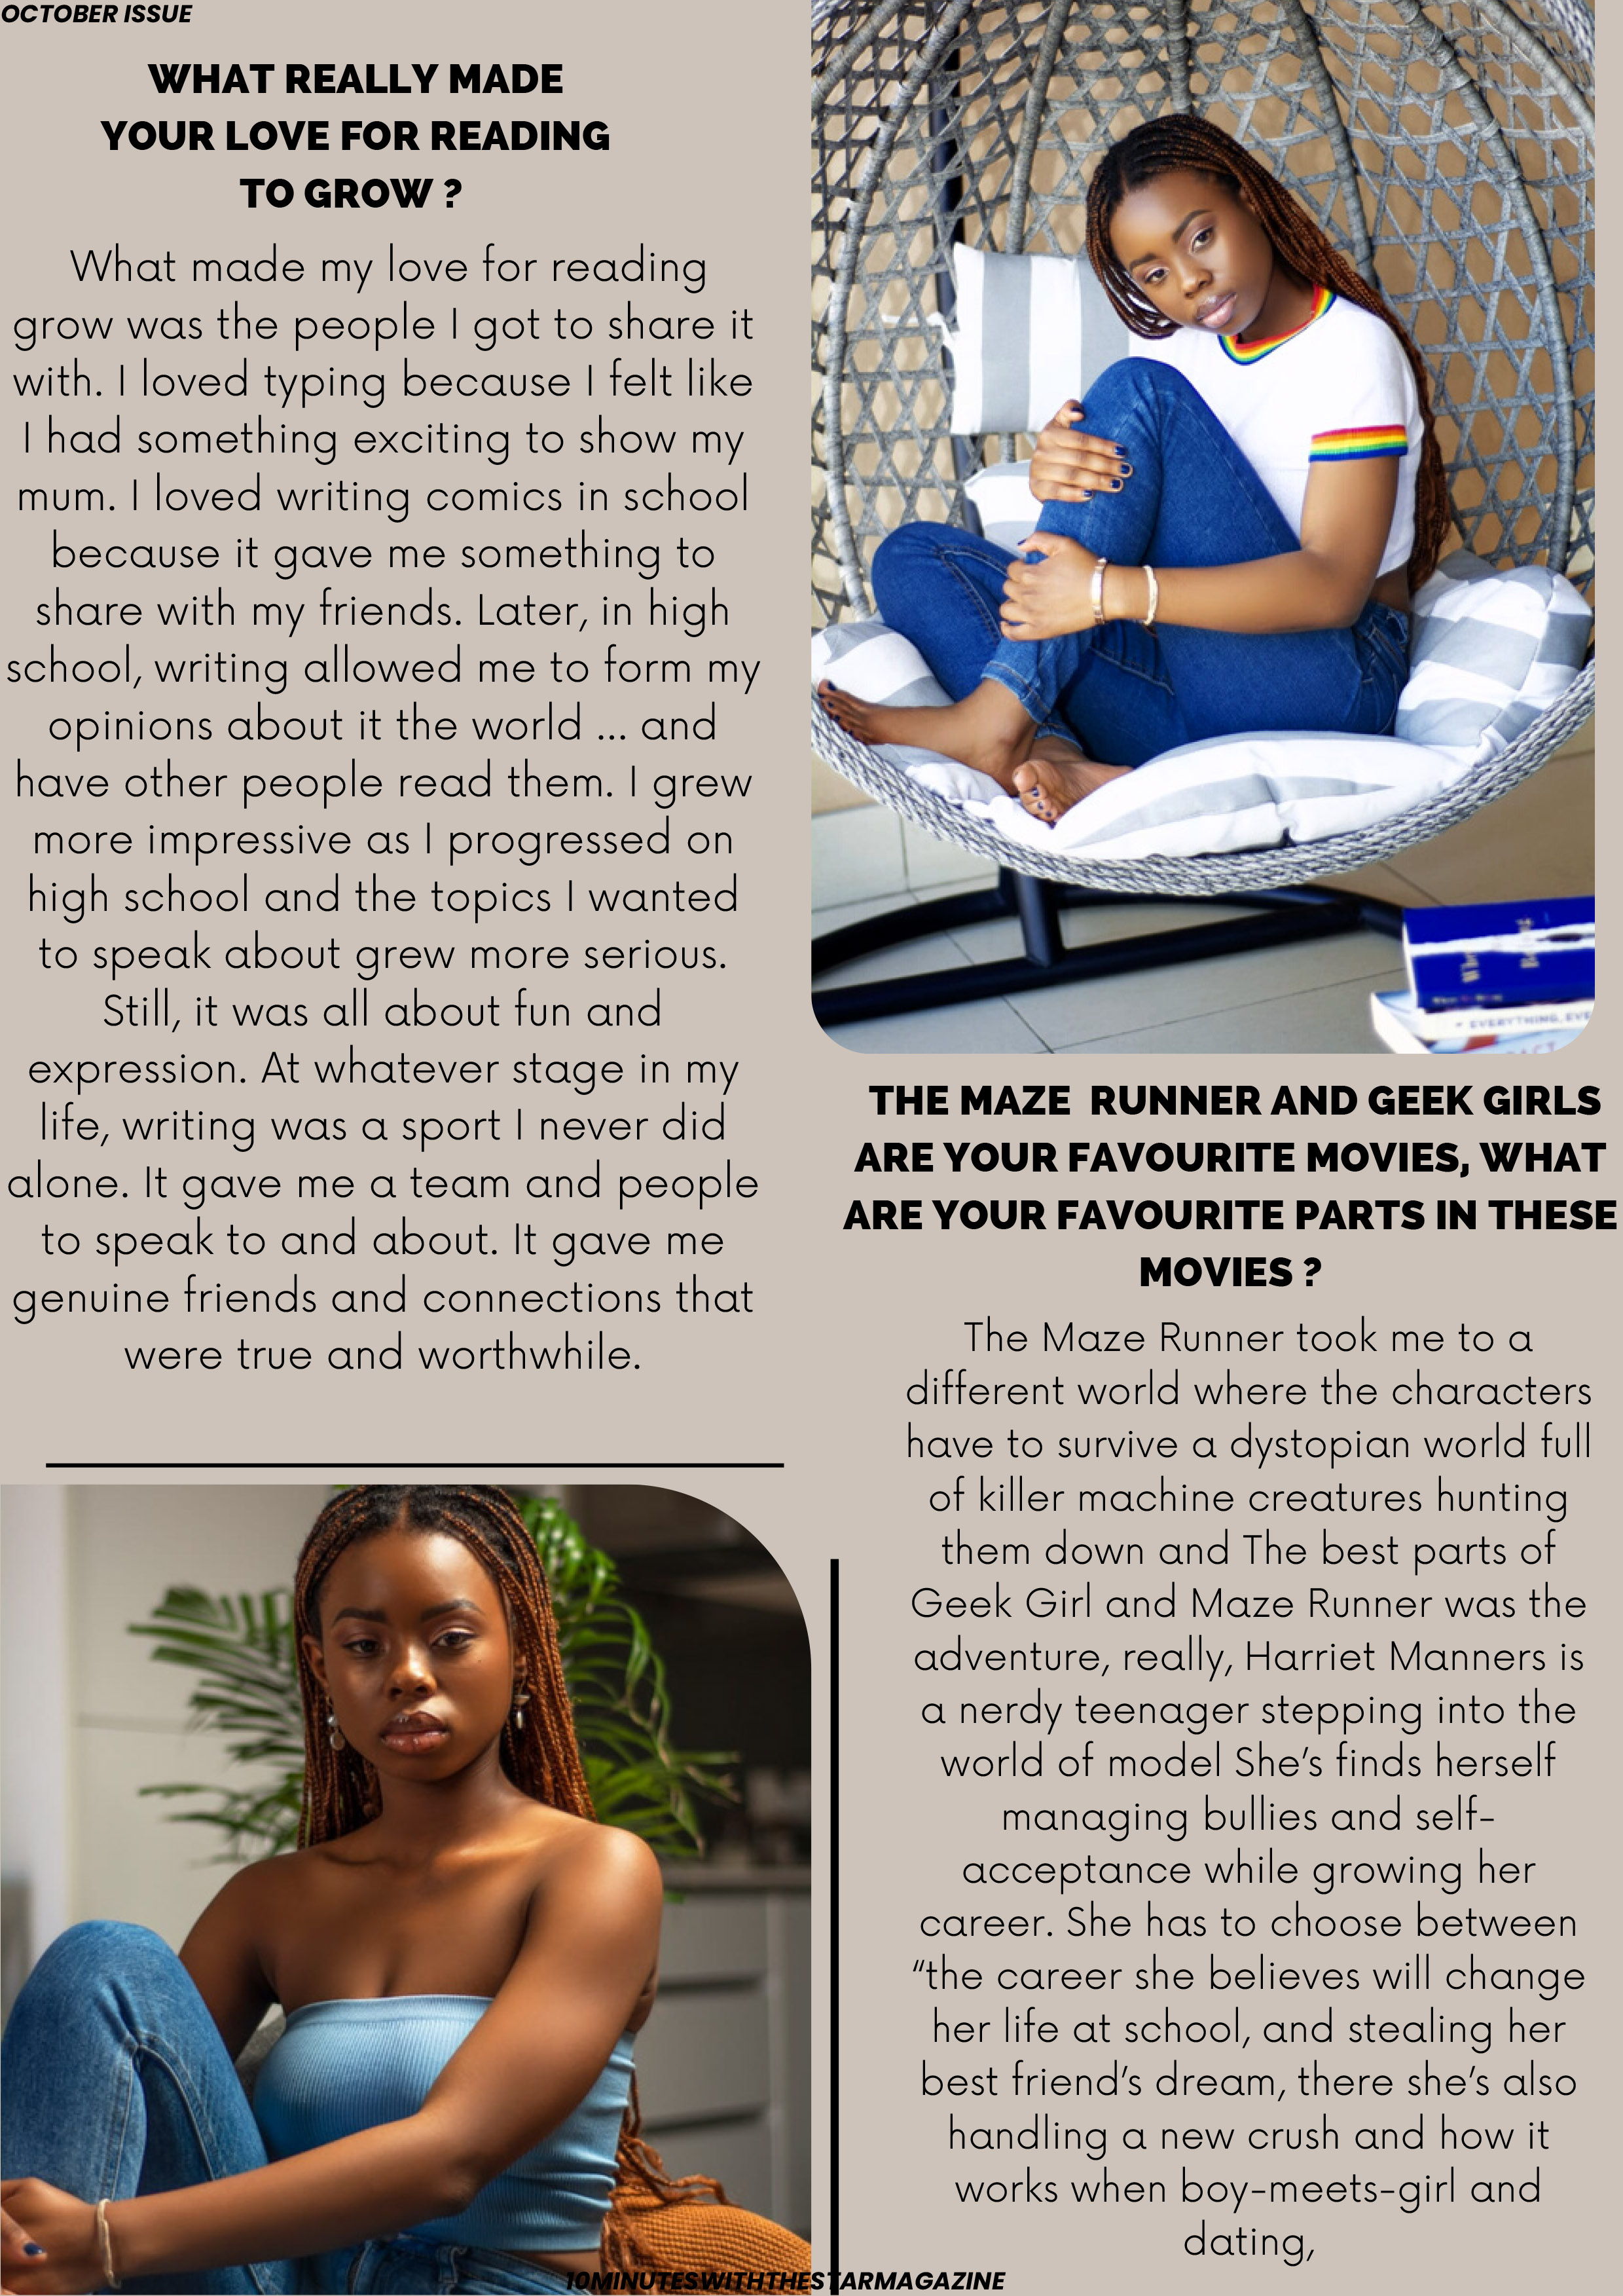 OCTOBER ISSUE
WHAT REALLY MADE
YOUR LOVE FOR READING
TO GROW ?
What made my love for reading
grow was the people I got to share it
with. I loved typing because I felt like
I had something exciting to show my
mum. I loved writing comics in school
because it gave me something to
share with my friends. Later, in high
school, writing allowed me to form my
opinions about it the world ... and
have other people read them. I grew
more impressive as I progressed on
high school and the topics I wanted
to speak about grew more serious.
Still, it was all about fun and
expression. At whatever stage in my
life, writing was a sport I never did
alone. It gave me a team and people
to speak to and about. It gave me
genuine friends and connections that
were true and worthwhile.
EVERYTHING, EVE
THE MAZE  RUNNER AND GEEK GIRLS
ARE YOUR FAVOURITE MOVIES, WHAT
ARE YOUR FAVOURITE PARTS IN THESE
MOVIES ?
The Maze Runner took me to a
different world where the characters
have to survive a dystopian world full
of killer machine creatures hunting
them down and The best parts of
Geek Girl and Maze Runner was the
adventure, really, Harriet Manners is
a nerdy teenager stepping into the
world of model She’s finds herself
managing bullies and self-
acceptance while growing her
career. She has to choose between
“the career she believes will change
her life at school, and stealing her
best friend’s dream, there she’s also
handling a new crush and how it
works when boy-meets-girl and
dating,
10MINUTESWITHTHESTARMAGAZINE